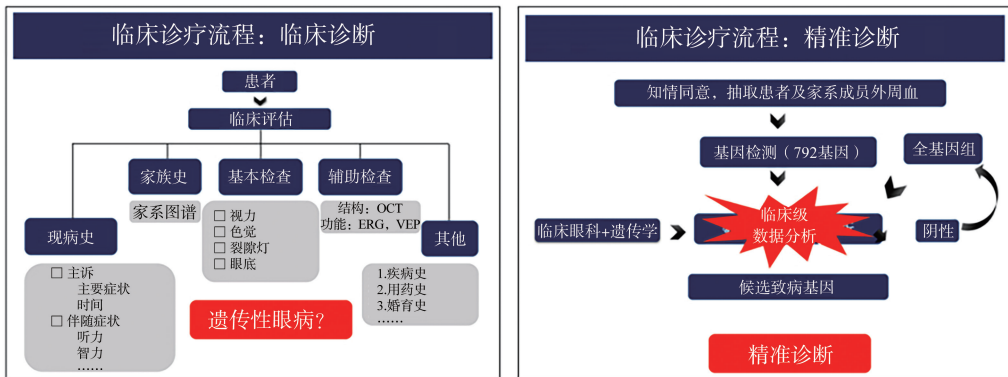 临床诊疗流程：临床诊断
患者
临床评估
家族史
基本检查
辅助检查
家系图谱
□ 视力
□ 色觉
□ 裂隙灯
□ 眼底
结构：OCT
功能：ERG，VEP
现病史
□ 主诉
主要症状
时间
□ 伴随症状
听力
智力
……
其他
1.疾病史
2.用药史
3.婚育史
……
遗传性眼病？
临床诊疗流程：精准诊断
知情同意，抽取患者及家系成员外周血
基因检测（792基因）
全基因组
临床眼科+遗传学
临床级
数据分析
阴性
候选致病基因
精准诊断